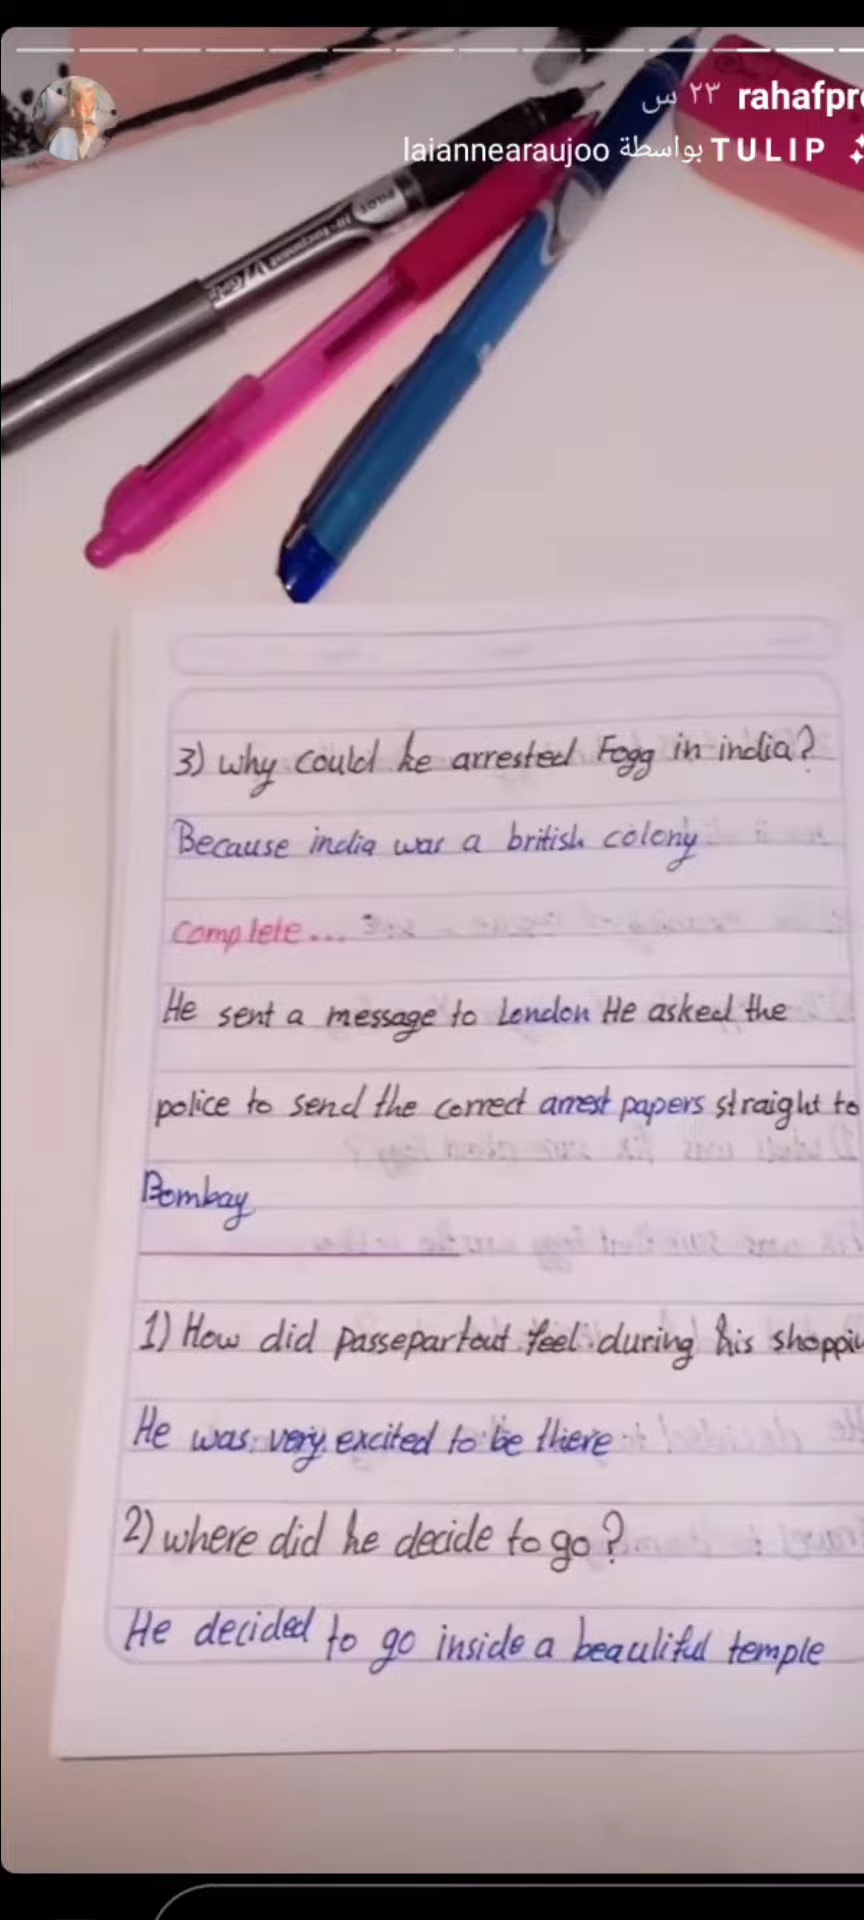 rahafpr
٢٣ س
TULIP بواسطة laiannearaujoo
PILOT
3) why could he arrested Fogg in india?
Because india was a british colony
Complete...
He sent a message to London He asked the
police to send the correct arrest papers straight to
Bombay
1) How did passepartout feel during his shoppin
He was very excited to be there
2) where did he decide to go?
He decided to go inside a beautiful temple